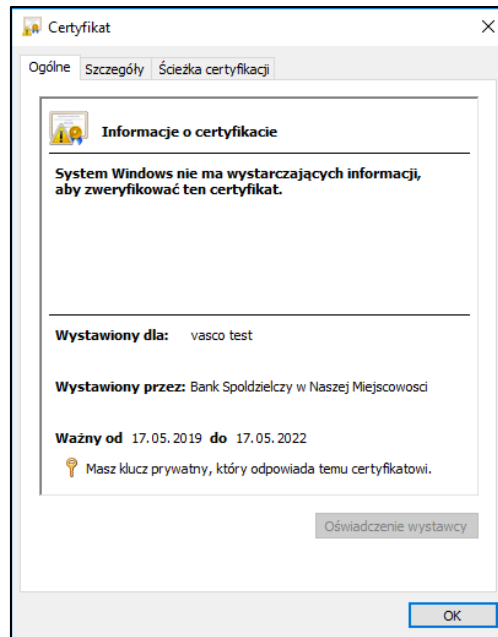 Certyfikat
Ogólne Szczegóły Ścieżka certyfikacji
Informacje o certyfikacie
System Windows nie ma wystarczających informacji,
aby zweryfikować ten certyfikat.
Wystawiony dla: vasco test
Wystawiony przez: Bank Spoldzielczy w Naszej Miejscowosci
Ważny od 17.05.2019 do 17.05.2022
Masz klucz prywatny, który odpowiada temu certyfikatowi.
Oświadczenie wystawcy
OK